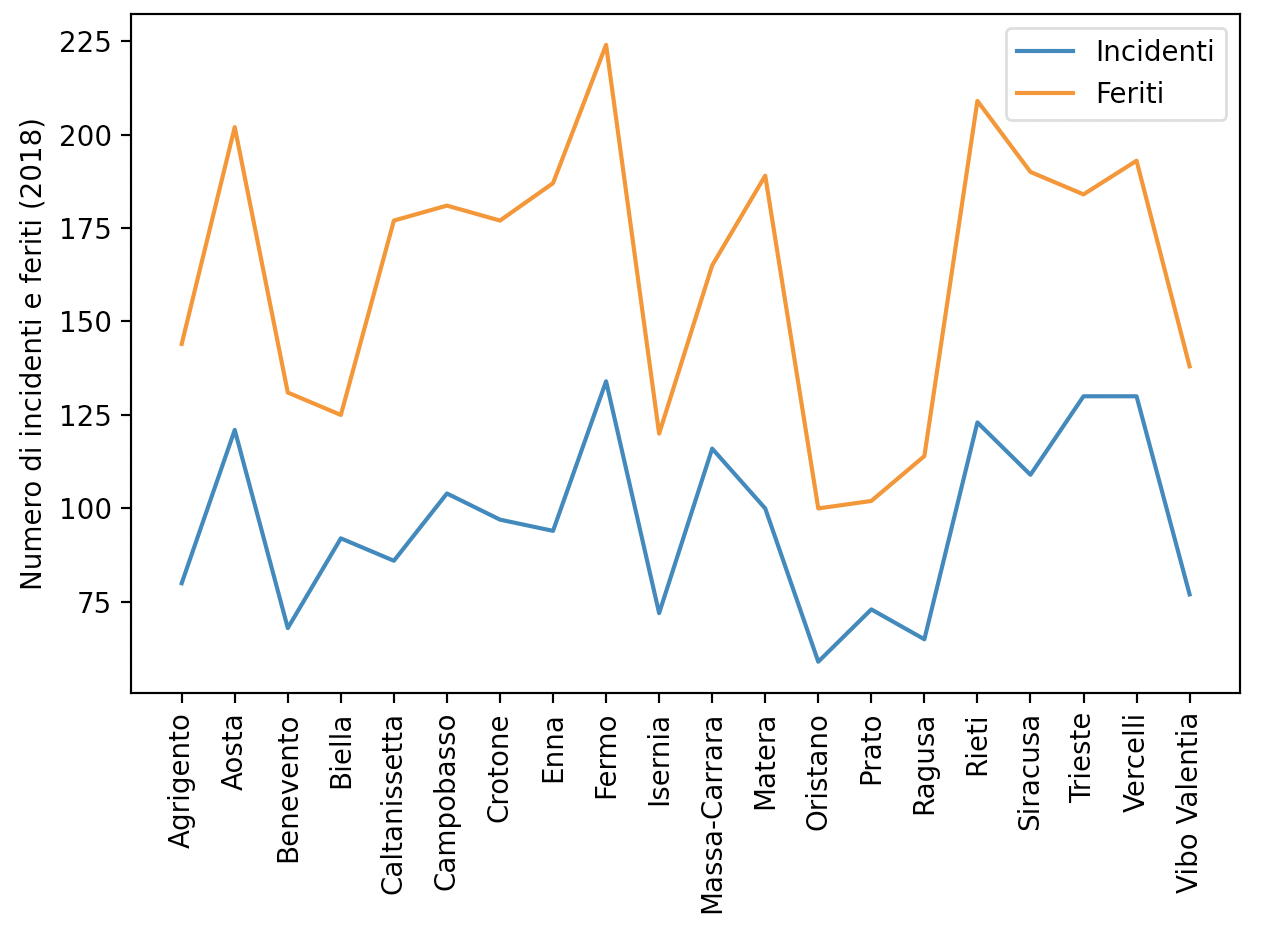 Numero di incidenti e feriti (2018)
225
200
175
150
125
100
75
Incidenti
Feriti
Agrigento
Aosta
Benevento
Biella
Caltanissetta
Campobasso
Crotone
Enna
Fermo
Isernia
Massa-Carrara
Matera
Oristano
Prato
Ragusa
Rieti
Siracusa
Trieste
Vercelli
Vibo Valentia